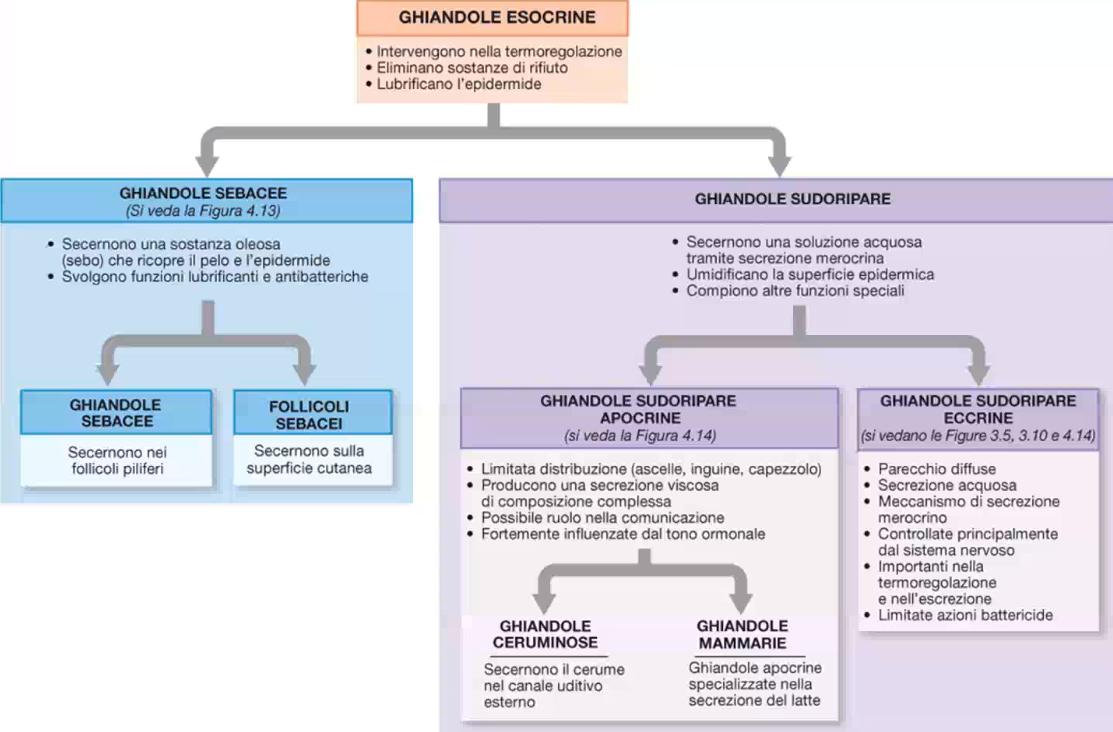 GHIANDOLE ESOCRINE
• Intervengono nella termoregolazione
• Eliminano sostanze di rifiuto
• Lubrificano l'epidermide
GHIANDOLE SEBACEE
(Si veda la Figura 4.13)
• Secernono una sostanza oleosa
(sebo) che ricopre il pelo e l'epidermide
• Svolgono funzioni lubrificanti e antibatteriche
GHIANDOLE
SEBACEE
Secernono nei
follicoli piliferi
FOLLICOLI
SEBACEI
Secernono sulla
superficie cutanea
GHIANDOLE SUDORIPARE
• Secernono una soluzione acquosa
tramite secrezione merocrina
• Umidificano la superficie epidermica
• Compiono altre funzioni speciali
GHIANDOLE SUDORIPARE
APOCRINE
(si veda la Figura 4.14)
• Limitata distribuzione (ascelle, inguine, capezzolo)
• Producono una secrezione viscosa
di composizione complessa
• Possibile ruolo nella comunicazione
• Fortemente influenzate dal tono ormonale
GHIANDOLE
CERUMINOSE
Secernono il cerume
nel canale uditivo
esterno
GHIANDOLE
MAMMARIE
Ghiandole apocrine
specializzate nella
secrezione del latte
GHIANDOLE SUDORIPARE
ECCRINE
(si vedano le Figure 3.5, 3.10 e 4.14)
• Parecchio diffuse
• Secrezione acquosa
• Meccanismo di secrezione
merocrino
• Controllate principalmente
dal sistema nervoso
• Importanti nella
termoregolazione
e nell'escrezione
• Limitate azioni battericide